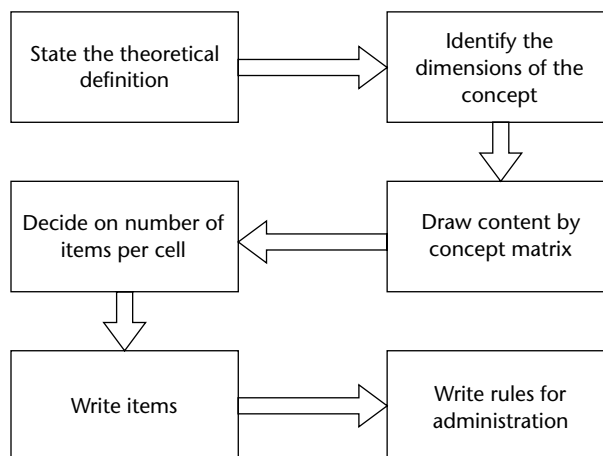 State the theoretical
definition
Identify the
dimensions of the
concept
Draw content by
concept matrix
Decide on number of
items per cell
Write items
Write rules for
administration